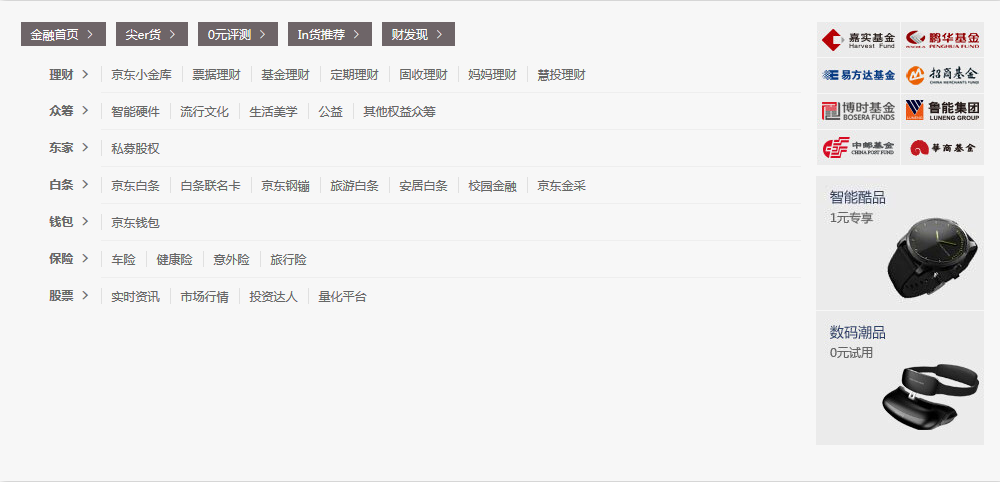 金融首页 尖er货 0元评测 In货推荐 财发现
理财 京东小金库 票据理财 基金理财 定期理财 固收理财 妈妈理财 慧投理财
众筹 智能硬件 流行文化 生活美学 公益 其他权益众筹
东家 私募股权
白条 京东白条 白条联名卡 京东钢镚 旅游白条 安居白条 校园金融 京东金采
钱包 京东钱包
保险 车险 健康险 意外险 旅行险
股票 实时资讯 市场行情 投资达人 量化平台
嘉实基金
Harvest Fund
鹏华基金
PENGHUA FUND
易方达基金
招商基金
CHINA MERCHANTS FUND
博时基金
BOSERA FUNDS
鲁能集团
LUNENG GROUP
LUNENG
中邮基金
CHINA POST FUND
華商基金
智能酷品
1元专享
数码潮品
0元试用